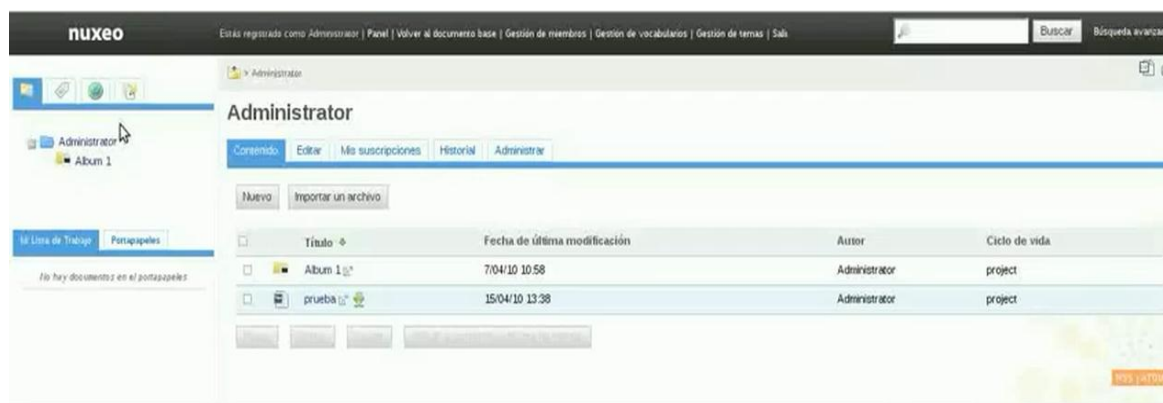 nuxeo
Estás registrado como Administrator | Panel | Volver al documento base | Gestión de miembros | Gestión de vocabularios | Gestión de temas | Salir
Buscar
Búsqueda avanzad
> Administrator
Administrator
Administrator
Album 1
Contenido Editar Mis suscripciones Historial Administrar
Nuevo Importar un archivo
Mi Lista de Trabajo Portapapeles
No hay documentos en el portapapeles
Título Fecha de última modificación Autor Ciclo de vida
Album 1 7/04/10 10:58 Administrator project
prueba 15/04/10 13:38 Administrator project